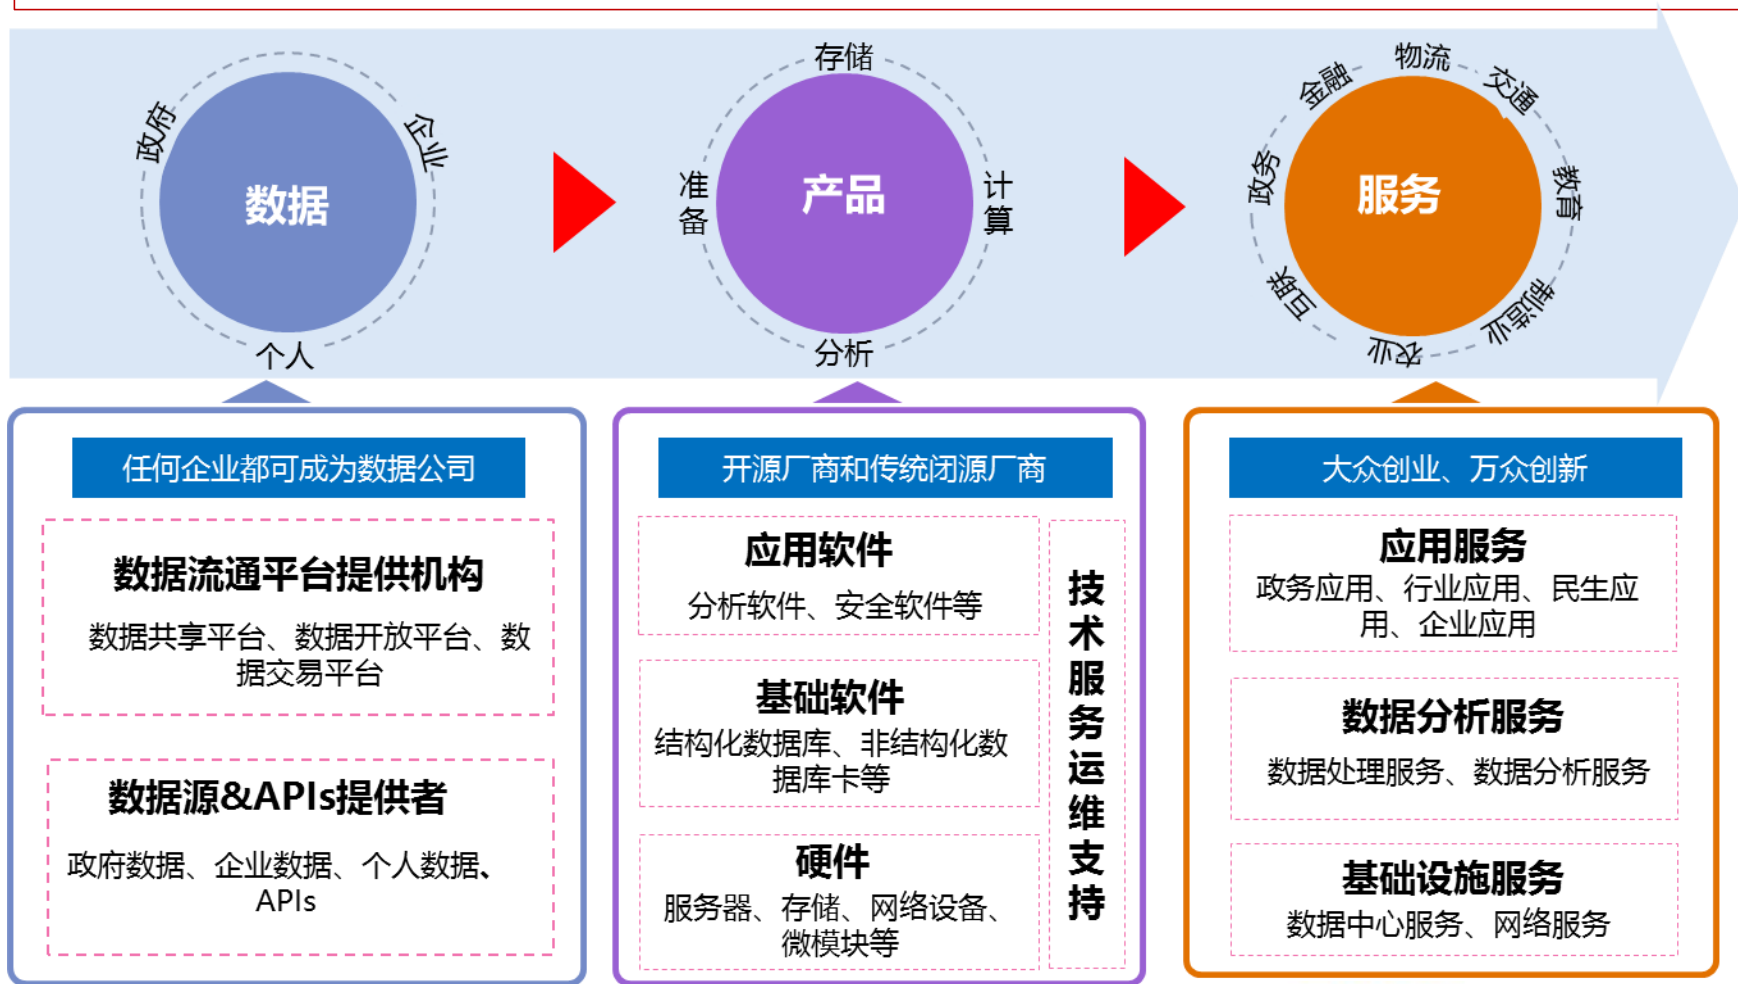 政府
企业
数据
个人
存储
准备
产品
计算
分析
金融
物流
交通
政务
服务
教育
互联
制造业
农业
任何企业都可成为数据公司
数据流通平台提供机构
数据共享平台、数据开放平台、数
据交易平台
数据源&APIs提供者
政府数据、企业数据、个人数据、
APIs
开源厂商和传统闭源厂商
应用软件
分析软件、安全软件等
基础软件
结构化数据库、非结构化数
据库卡等
硬件
服务器、存储、网络设备、
微模块等
技术服务运维支持
大众创业、万众创新
应用服务
政务应用、行业应用、民生应
用、企业应用
数据分析服务
数据处理服务、数据分析服务
基础设施服务
数据中心服务、网络服务